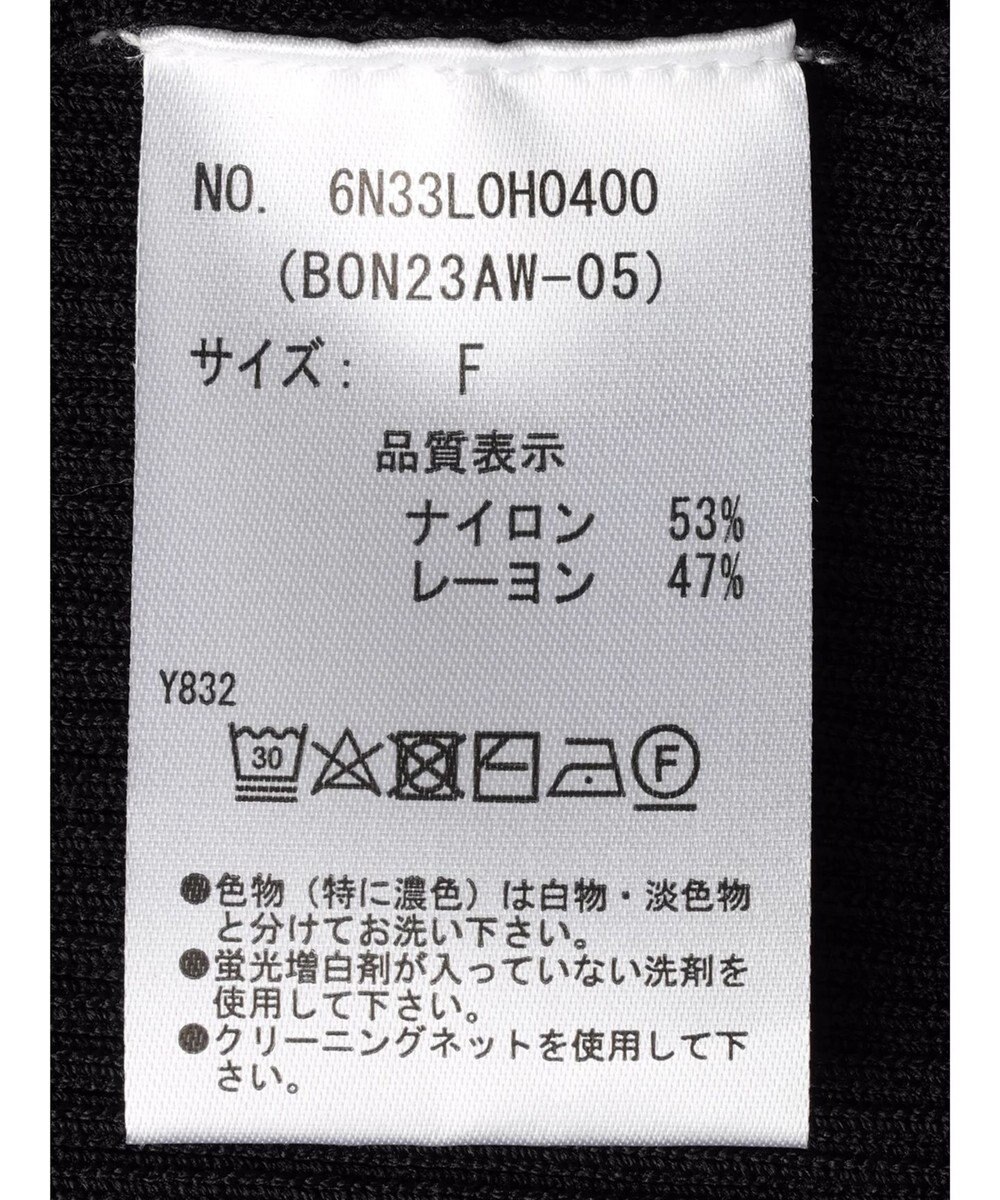 NO. 6N33L0H0400
(BON23AW-05)
サイズ: F
品質表示
ナイロン 53%
レーヨン 47%
Y832
30 F
●色物(特に濃色)は白物・淡色物
と分けてお洗い下さい。
●蛍光増白剤が入っていない洗剤を
使用して下さい。
●クリーニングネットを使用して下
さい。